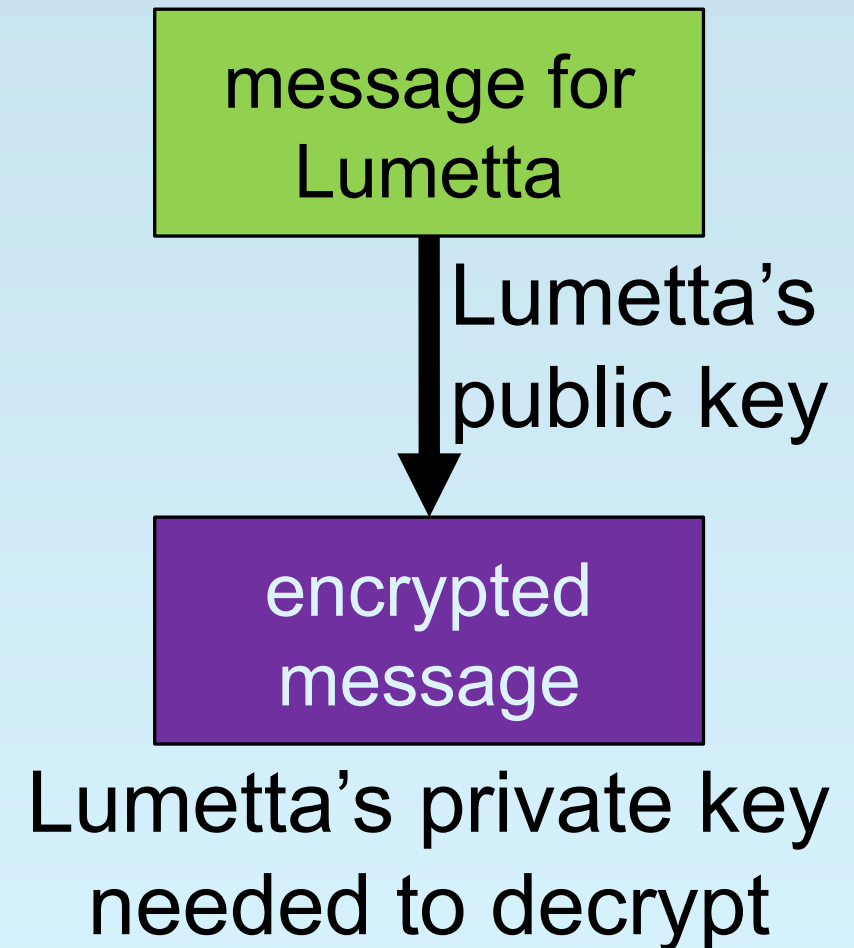 message for
Lumetta
Lumetta’s
public key
encrypted
message
Lumetta’s private key
needed to decrypt